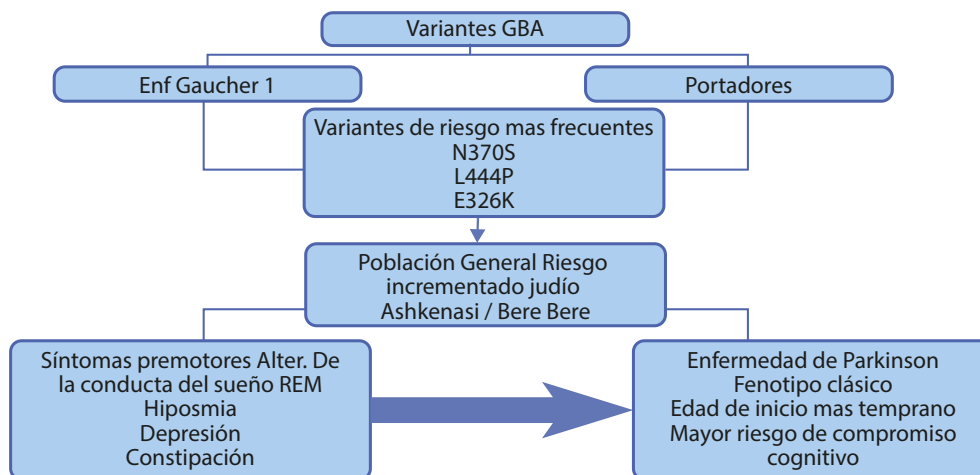 Variantes GBA
Enf Gaucher 1
Portadores
Variantes de riesgo mas frecuentes
N370S
L444P
E326K
Población General Riesgo
incrementado judío
Ashkenasi / Bere Bere
Síntomas premotores Alter. De
la conducta del sueño REM
Hiposmia
Depresión
Constipación
Enfermedad de Parkinson
Fenotipo clásico
Edad de inicio mas temprano
Mayor riesgo de compromiso
cognitivo